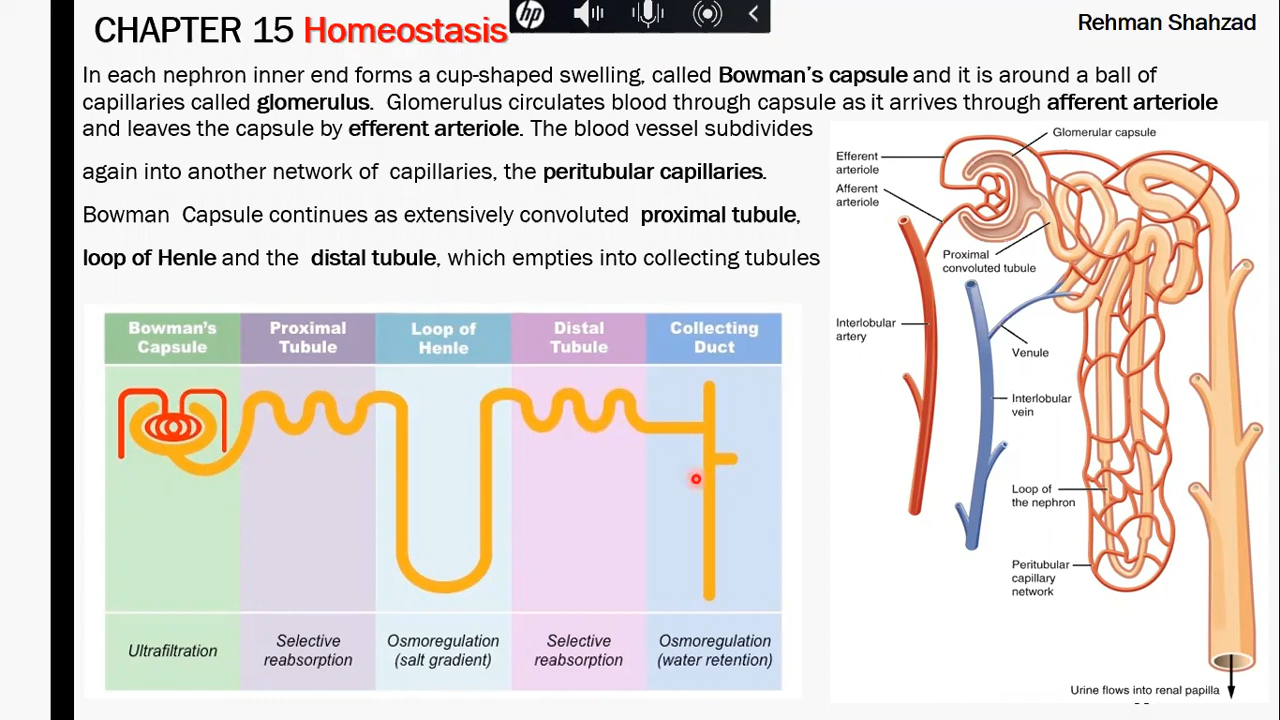 CHAPTER 15 Homeostasis
hp
Rehman Shahzad
In each nephron inner end forms a cup-shaped swelling, called Bowman's capsule and it is around a ball of
capillaries called glomerulus. Glomerulus circulates blood through capsule as it arrives through afferent arteriole
and leaves the capsule by efferent arteriole. The blood vessel subdivides
again into another network of capillaries, the peritubular capillaries.
Bowman Capsule continues as extensively convoluted proximal tubule,
loop of Henle and the distal tubule, which empties into collecting tubules
Bowman's
Capsule
Proximal
Tubule
Loop of
Henle
Distal
Tubule
Collecting
Duct
Ultrafiltration
Selective
reabsorption
Osmoregulation
(salt gradient)
Selective
reabsorption
Osmoregulation
(water retention)
Glomerular capsule
Efferent
arteriole
Afferent
arteriole
Proximal
convoluted tubule
Interlobular
artery
Venule
Interlobular
vein
Loop of
the nephron
Peritubular
capillary
network
Urine flows into renal papilla